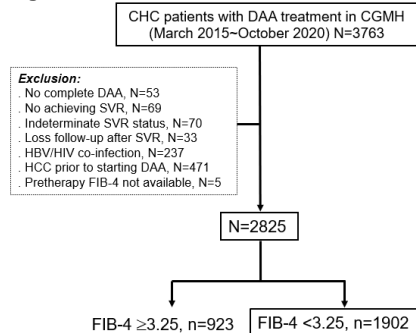 CHC patients with DAA treatment in CGMH
(March 2015~October 2020) N=3763
Exclusion:
. No complete DAA, N=53
. No achieving SVR, N=69
. Indeterminate SVR status, N=70
. Loss follow-up after SVR, N=33
. HBV/HIV co-infection, N=237
. HCC prior to starting DAA, N=471
. Pretherapy FIB-4 not available, N=5
N=2825
FIB-4 ≥3.25, n=923
FIB-4 <3.25, n=1902